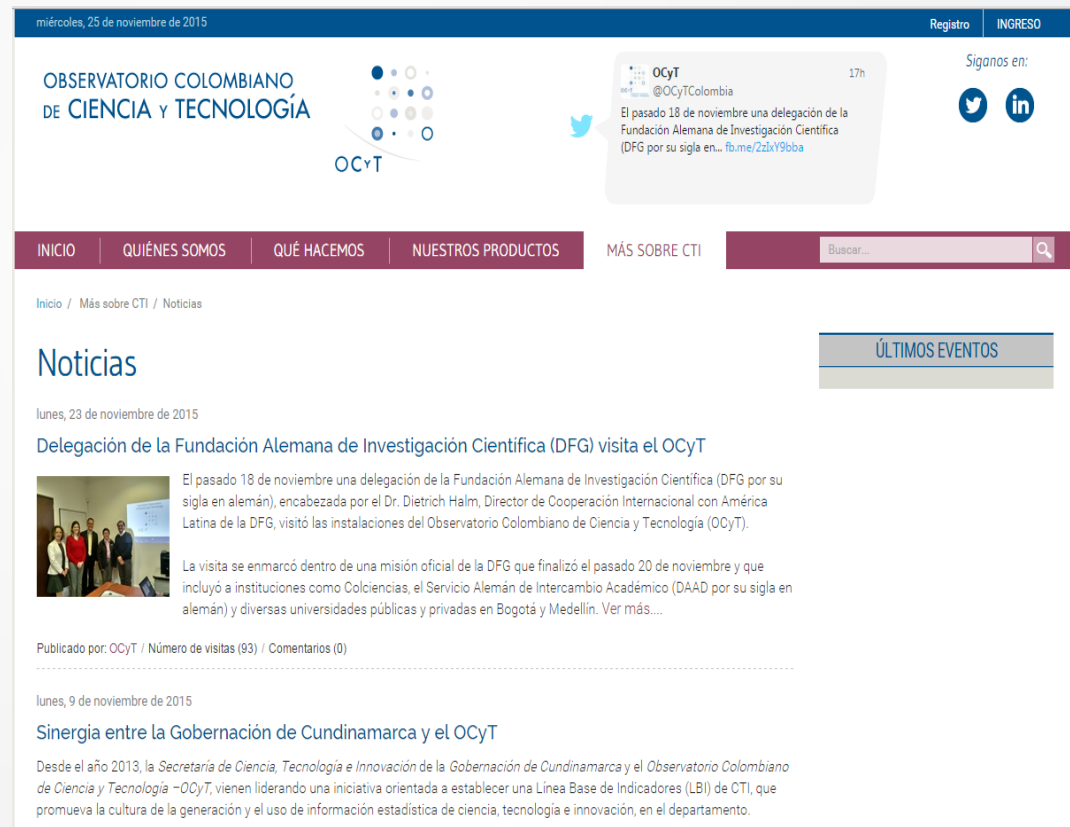 miércoles, 25 de noviembre de 2015
Registro
INGRESO
OBSERVATORIO COLOMBIANO
DE CIENCIA Y TECNOLOGÍA
OCYT
OCyT
17h
@OCyTColombia
El pasado 18 de noviembre una delegación de la
Fundación Alemana de Investigación Científica
(DFG por su sigla en... fb.me/2zIxY9bba
Síganos en:
INICIO
QUIÉNES SOMOS
QUÉ HACEMOS
NUESTROS PRODUCTOS
MÁS SOBRE CTI
Buscar...
Inicio / Más sobre CTI / Noticias
Noticias
ÚLTIMOS EVENTOS
lunes, 23 de noviembre de 2015
Delegación de la Fundación Alemana de Investigación Científica (DFG) visita el OCyT
El pasado 18 de noviembre una delegación de la Fundación Alemana de Investigación Científica (DFG por su
sigla en alemán), encabezada por el Dr. Dietrich Halm, Director de Cooperación Internacional con América
Latina de la DFG, visitó las instalaciones del Observatorio Colombiano de Ciencia y Tecnología (OCyT).
La visita se enmarcó dentro de una misión oficial de la DFG que finalizó el pasado 20 de noviembre y que
incluyó a instituciones como Colciencias, el Servicio Alemán de Intercambio Académico (DAAD por su sigla en
alemán) y diversas universidades públicas y privadas en Bogotá y Medellín. Ver más....
Publicado por: OCyT / Número de visitas (93) / Comentarios (0)
lunes, 9 de noviembre de 2015
Sinergia entre la Gobernación de Cundinamarca y el OCyT
Desde el año 2013, la Secretaría de Ciencia, Tecnología e Innovación de la Gobernación de Cundinamarca y el Observatorio Colombiano
de Ciencia y Tecnología –OCyT, vienen liderando una iniciativa orientada a establecer una Línea Base de Indicadores (LBI) de CTI, que
promueva la cultura de la generación y el uso de información estadística de ciencia, tecnología e innovación, en el departamento.